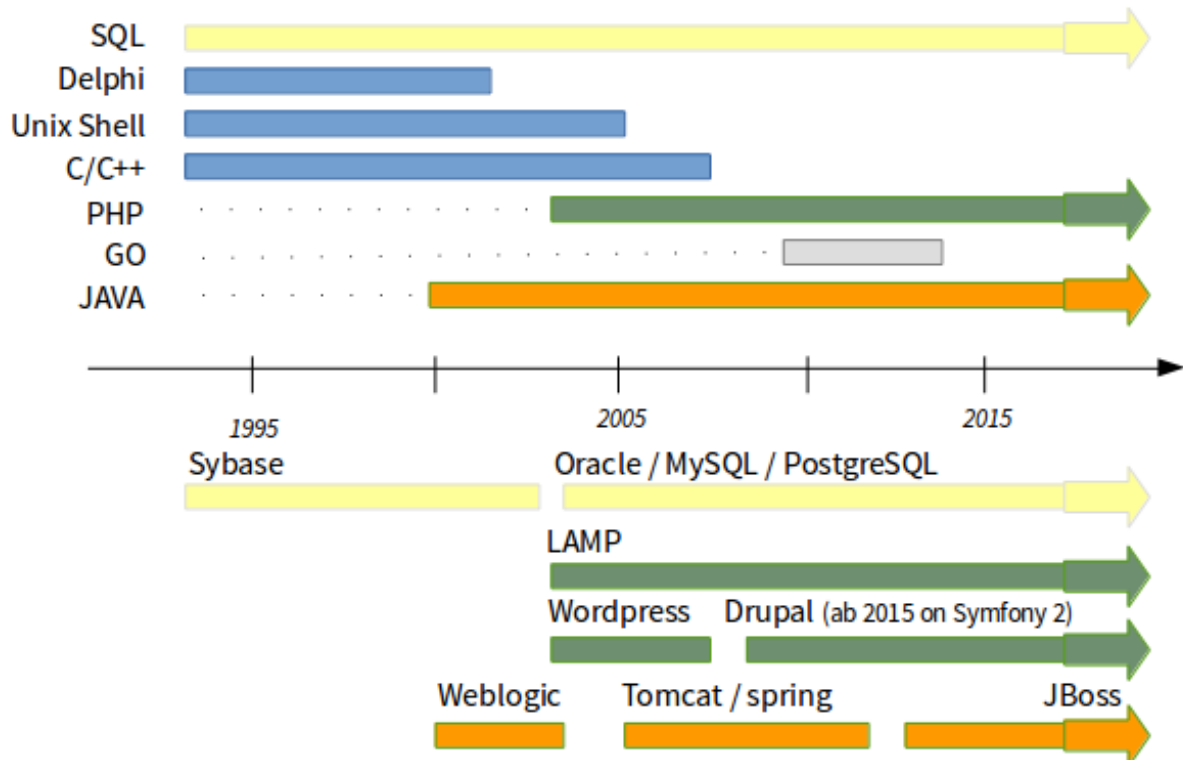 SQL
Delphi
Unix Shell
C/C++
PHP
GO
JAVA
1995 2005 2015
Sybase Oracle / MySQL / PostgreSQL
LAMP
Wordpress Drupal (ab 2015 on Symfony 2)
Weblogic Tomcat / spring JBoss